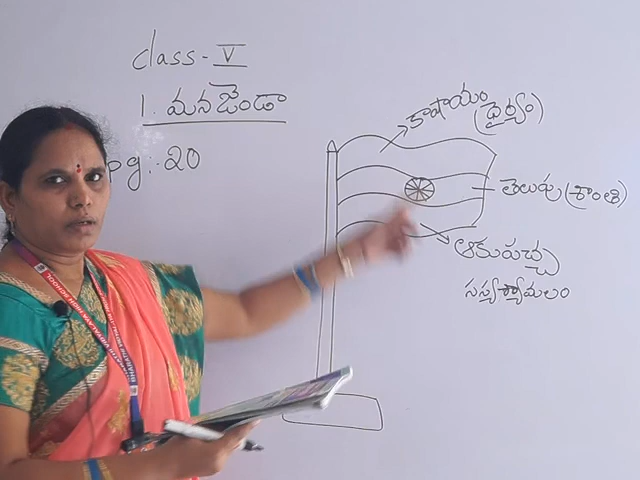 class - V
1. మన జెండా
pg:- 20
కాషాయం
(ధైర్యం)
తెలుపు (శాంతి)
ఆకుపచ్చ
సస్యశ్యామలం